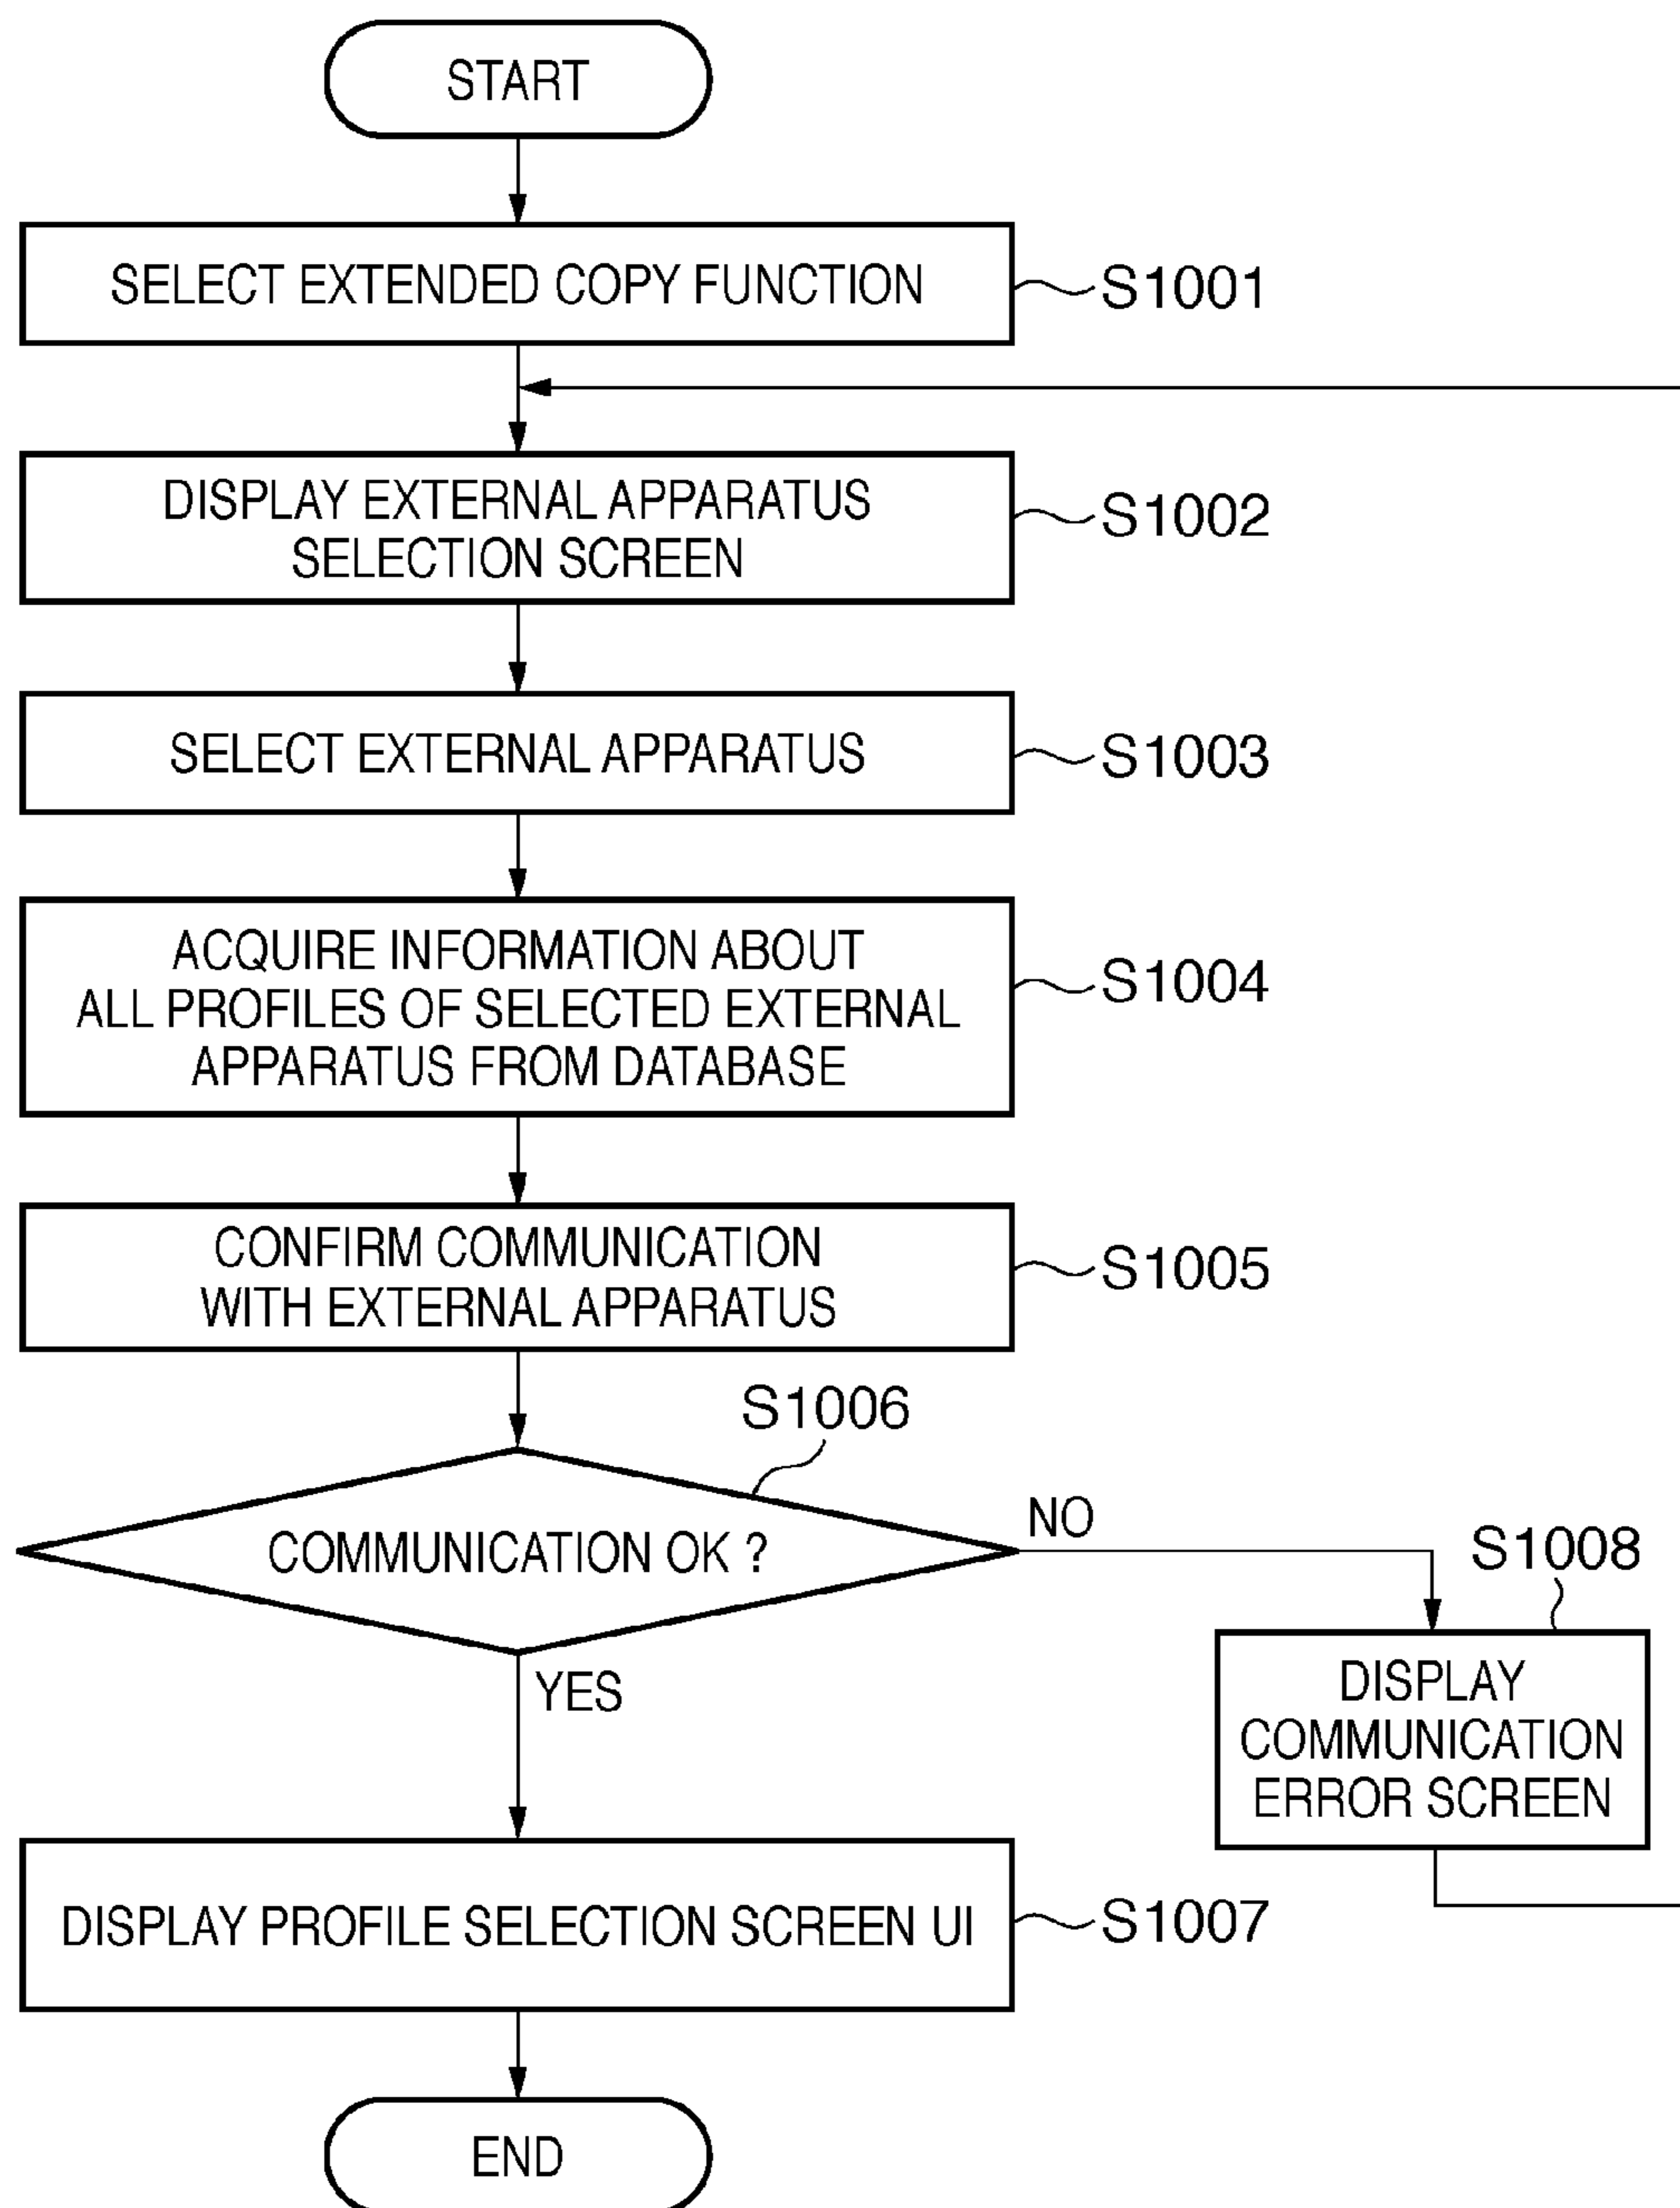 START
SELECT EXTENDED COPY FUNCTION
S1001
DISPLAY EXTERNAL APPARATUS
SELECTION SCREEN
S1002
SELECT EXTERNAL APPARATUS
S1003
ACQUIRE INFORMATION ABOUT
ALL PROFILES OF SELECTED EXTERNAL
APPARATUS FROM DATABASE
S1004
CONFIRM COMMUNICATION
WITH EXTERNAL APPARATUS
S1005
S1006
COMMUNICATION OK ?
NO
YES
S1008
DISPLAY
COMMUNICATION
ERROR SCREEN
DISPLAY PROFILE SELECTION SCREEN UI
S1007
END